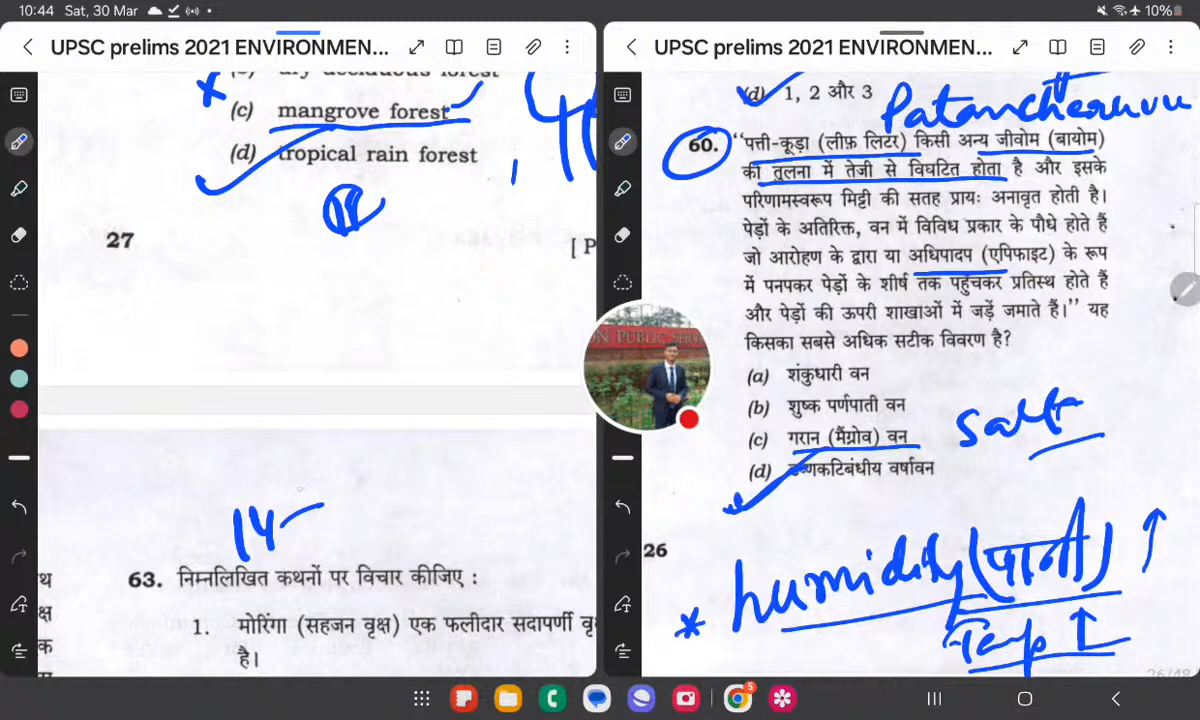 10:44 Sat, 30 Mar
10%
UPSC prelims 2021 ENVIRONMEN...
(c) mangrove forest
(d) tropical rain forest
27
[ P
14
63. निम्नलिखित कथनों पर विचार कीजिए :
1. मोरिंगा (सहजन वृक्ष) एक फलीदार सदापर्णी वृ
है।
थ
क्ष
क
UPSC prelims 2021 ENVIRONMEN...
(d) 1, 2 और 3
Patancheruvu
60. “पत्ती-कूड़ा (लीफ़ लिटर) किसी अन्य जीवोम (बायोम)
की तुलना में तेजी से विघटित होता है और इसके
परिणामस्वरूप मिट्टी की सतह प्रायः अनावृत होती है।
पेड़ों के अतिरिक्त, वन में विविध प्रकार के पौधे होते हैं
जो आरोहण के द्वारा या अधिपादप (एपिफाइट) के रूप
में पनपकर पेड़ों के शीर्ष तक पहुंचकर प्रतिस्थ होते हैं
और पेड़ों की ऊपरी शाखाओं में जड़ें जमाते हैं।” यह
किसका सबसे अधिक सटीक विवरण है?
(a) शंकुधारी वन
(b) शुष्क पर्णपाती वन
(c) गरान (मैंग्रोव) वन
salt
(d) उष्णकटिबंधीय वर्षावन
26
* humidity (पानी) ↑
Temp ↑
26/48
5